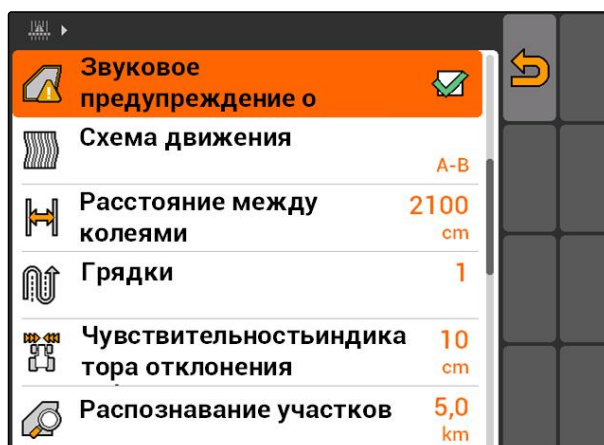 Звуковое
предупреждение о
Схема движения
A-B
Расстояние между 2100
колеями cm
Грядки 1
Чувствительностьиндика 10
тора отклонения cm
Распознавание участков 5,0
km